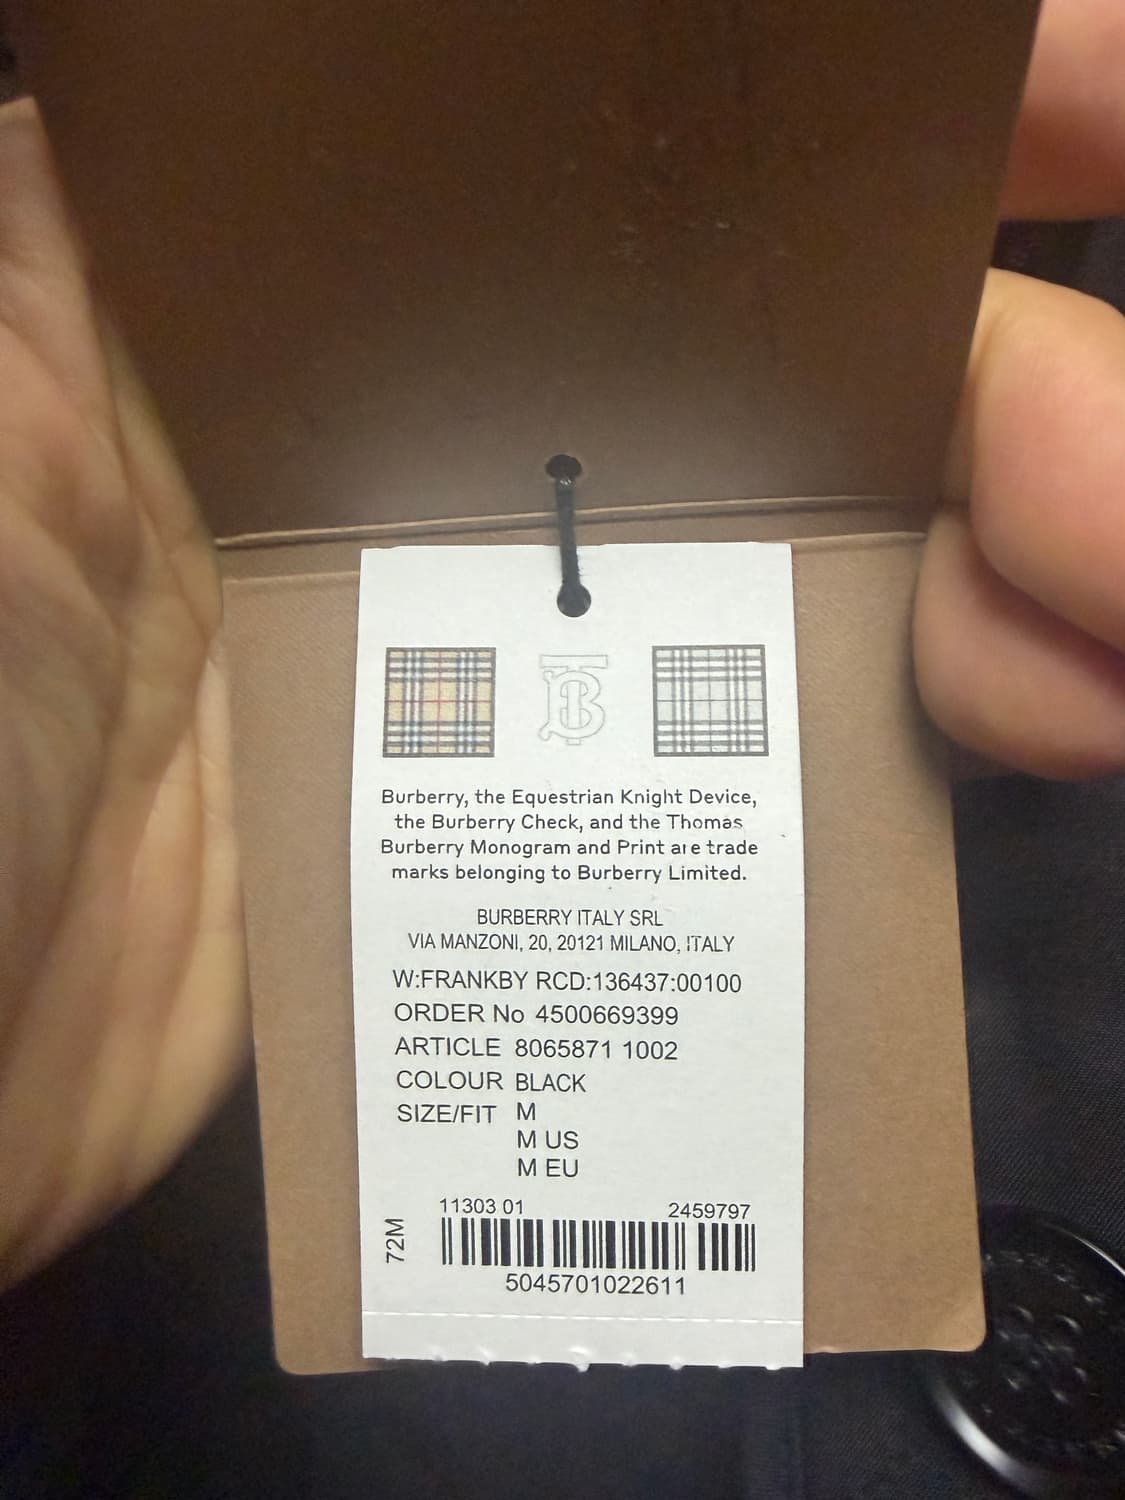 Burberry, the Equestrian Knight Device,
the Burberry Check, and the Thomas
Burberry Monogram and Print are trade
marks belonging to Burberry Limited.
BURBERRY ITALY SRL
VIA MANZONI, 20, 20121 MILANO, ITALY
W:FRANKBY RCD:136437:00100
ORDER No 4500669399
ARTICLE 8065871 1002
COLOUR BLACK
SIZE/FIT M
M US
M EU
11303 01 2459797
72M
5045701022611